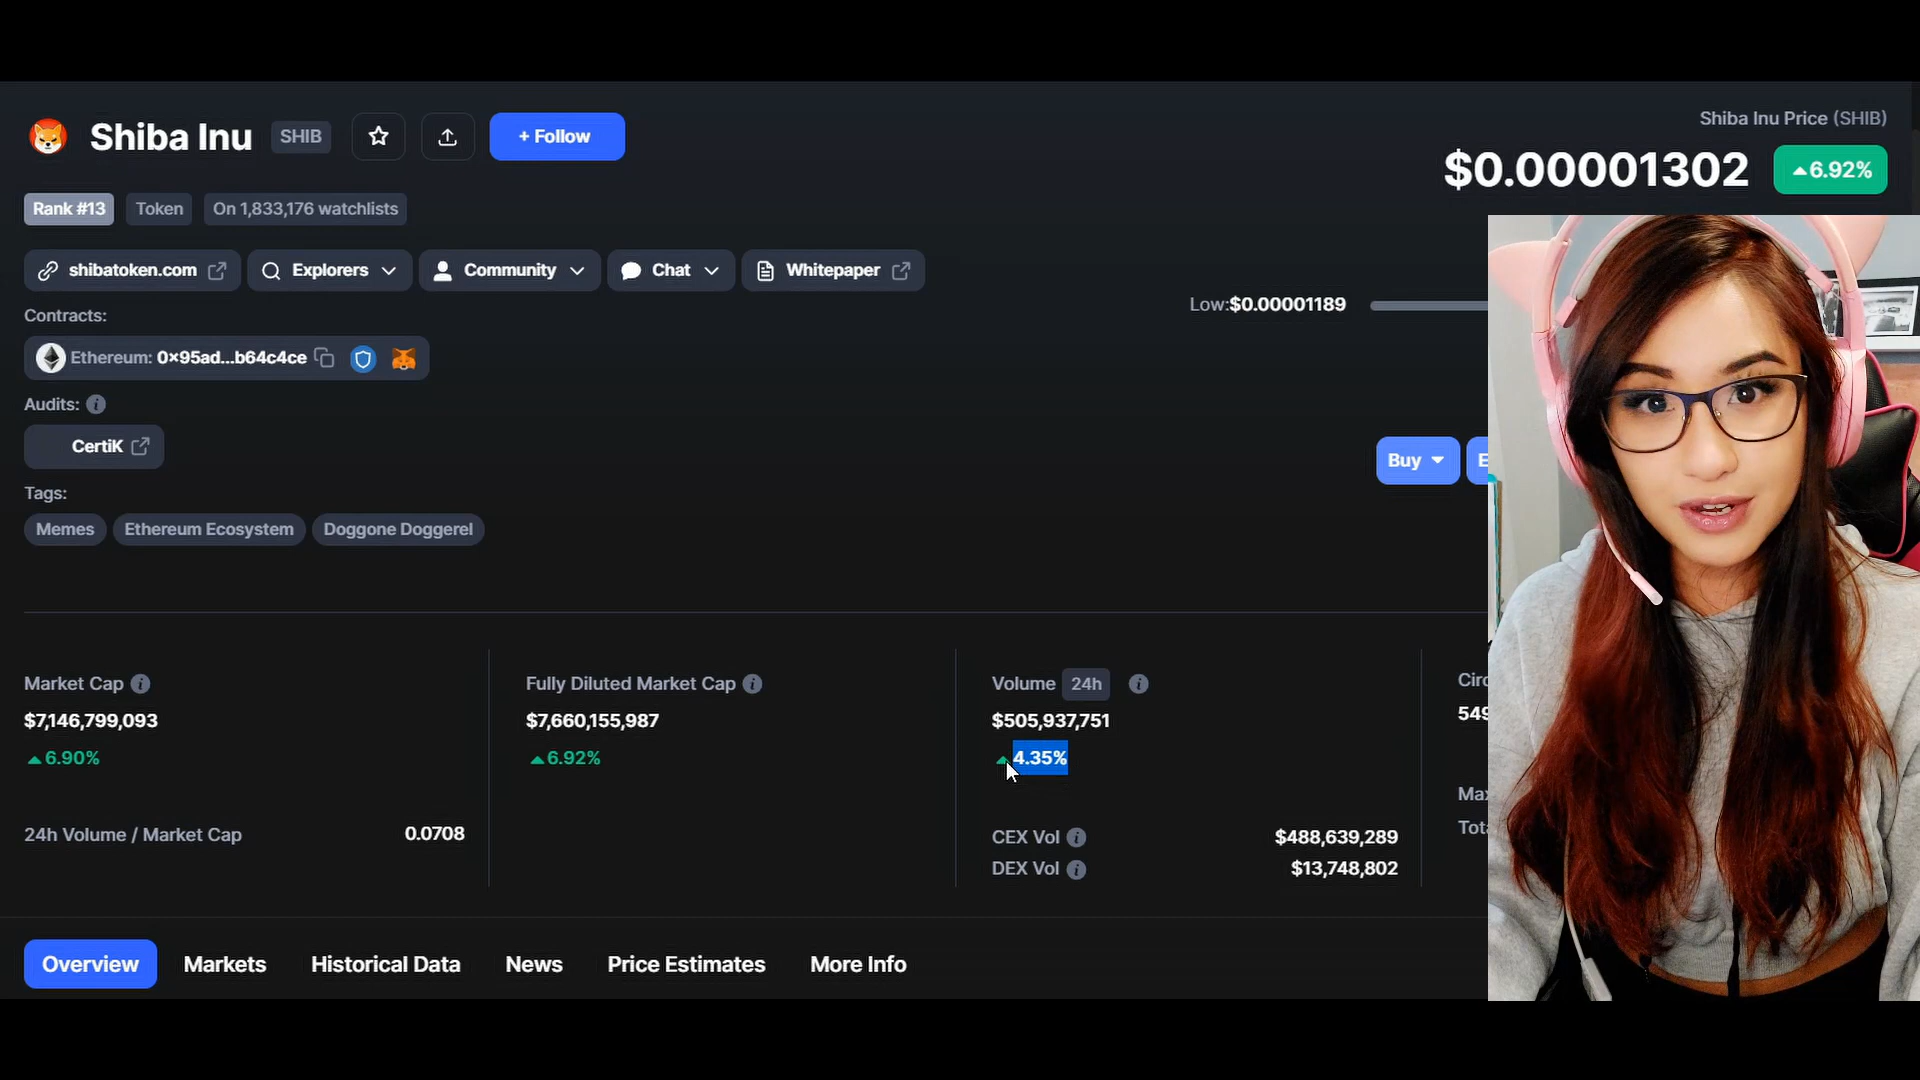 Shiba Inu SHIB + Follow
Shiba Inu Price (SHIB)
$0.00001302 6.92%
Rank #13 Token On 1,833,176 watchlists
shibatoken.com Explorers Community Chat Whitepaper
Low:$0.00001189
Contracts:
Ethereum: 0x95ad...b64c4ce
Audits:
CertiK
Buy E
Tags:
Memes Ethereum Ecosystem Doggone Doggerel
Market Cap
$7,146,799,093
6.90%
24h Volume / Market Cap 0.0708
Fully Diluted Market Cap
$7,660,155,987
6.92%
Volume 24h
$505,937,751
4.35%
CEX Vol $488,639,289
DEX Vol $13,748,802
Circ
549
Max
Tota
Overview Markets Historical Data News Price Estimates More Info